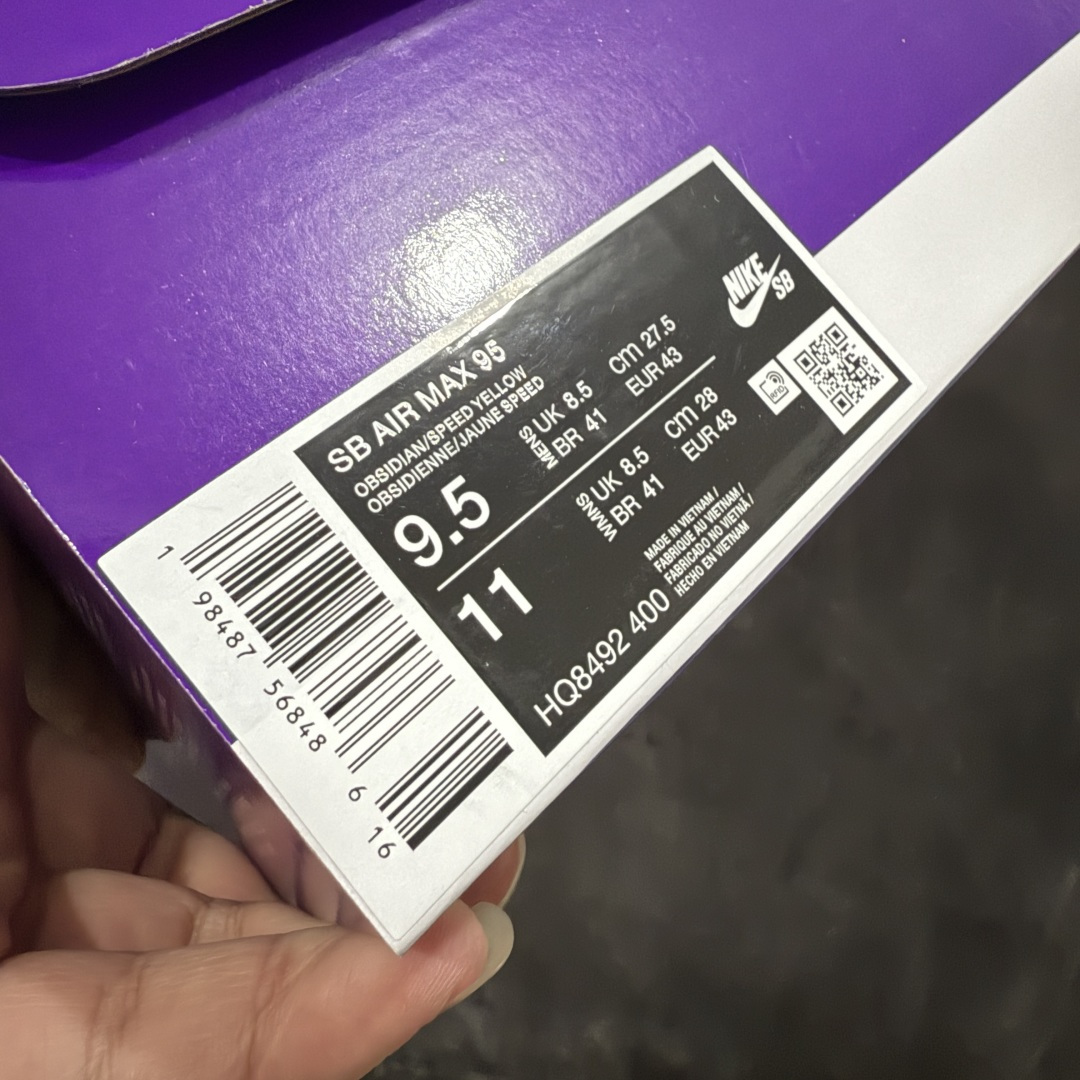 SB AIR MAX 95
OBSIDIAN/SPEED YELLOW
OBSIDIENNE/JAUNE SPEED
NIKE
SB
9.5
MENS
UK 8.5 cm 27.5
BR 41 EUR 43
RFID
11
WMNS
UK 8.5 cm 28
BR 41 EUR 43
HQ8492 400
MADE IN VIETNAM /
FABRIQUE AU VIETNAM /
FABRICADO NO VIETNÃ /
HECHO EN VIETNAM
1 98487 56848 6 16